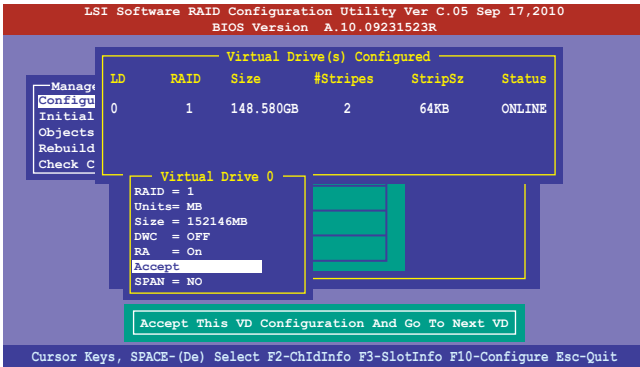 LSI Software RAID Configuration Utility Ver C.05 Sep 17,2010
BIOS Version A.10.09231523R
Virtual Drive(s) Configured
LD RAID Size #Stripes StripSz Status
0 1 148.580GB 2 64KB ONLINE
Manage
Configu
Initial
Objects
Rebuild
Check C
Virtual Drive 0
RAID = 1
Units= MB
Size = 152146MB
DWC = OFF
RA = On
Accept
SPAN = NO
Accept This VD Configuration And Go To Next VD
Cursor Keys, SPACE-(De) Select F2-ChIdInfo F3-SlotInfo F10-Configure Esc-Quit